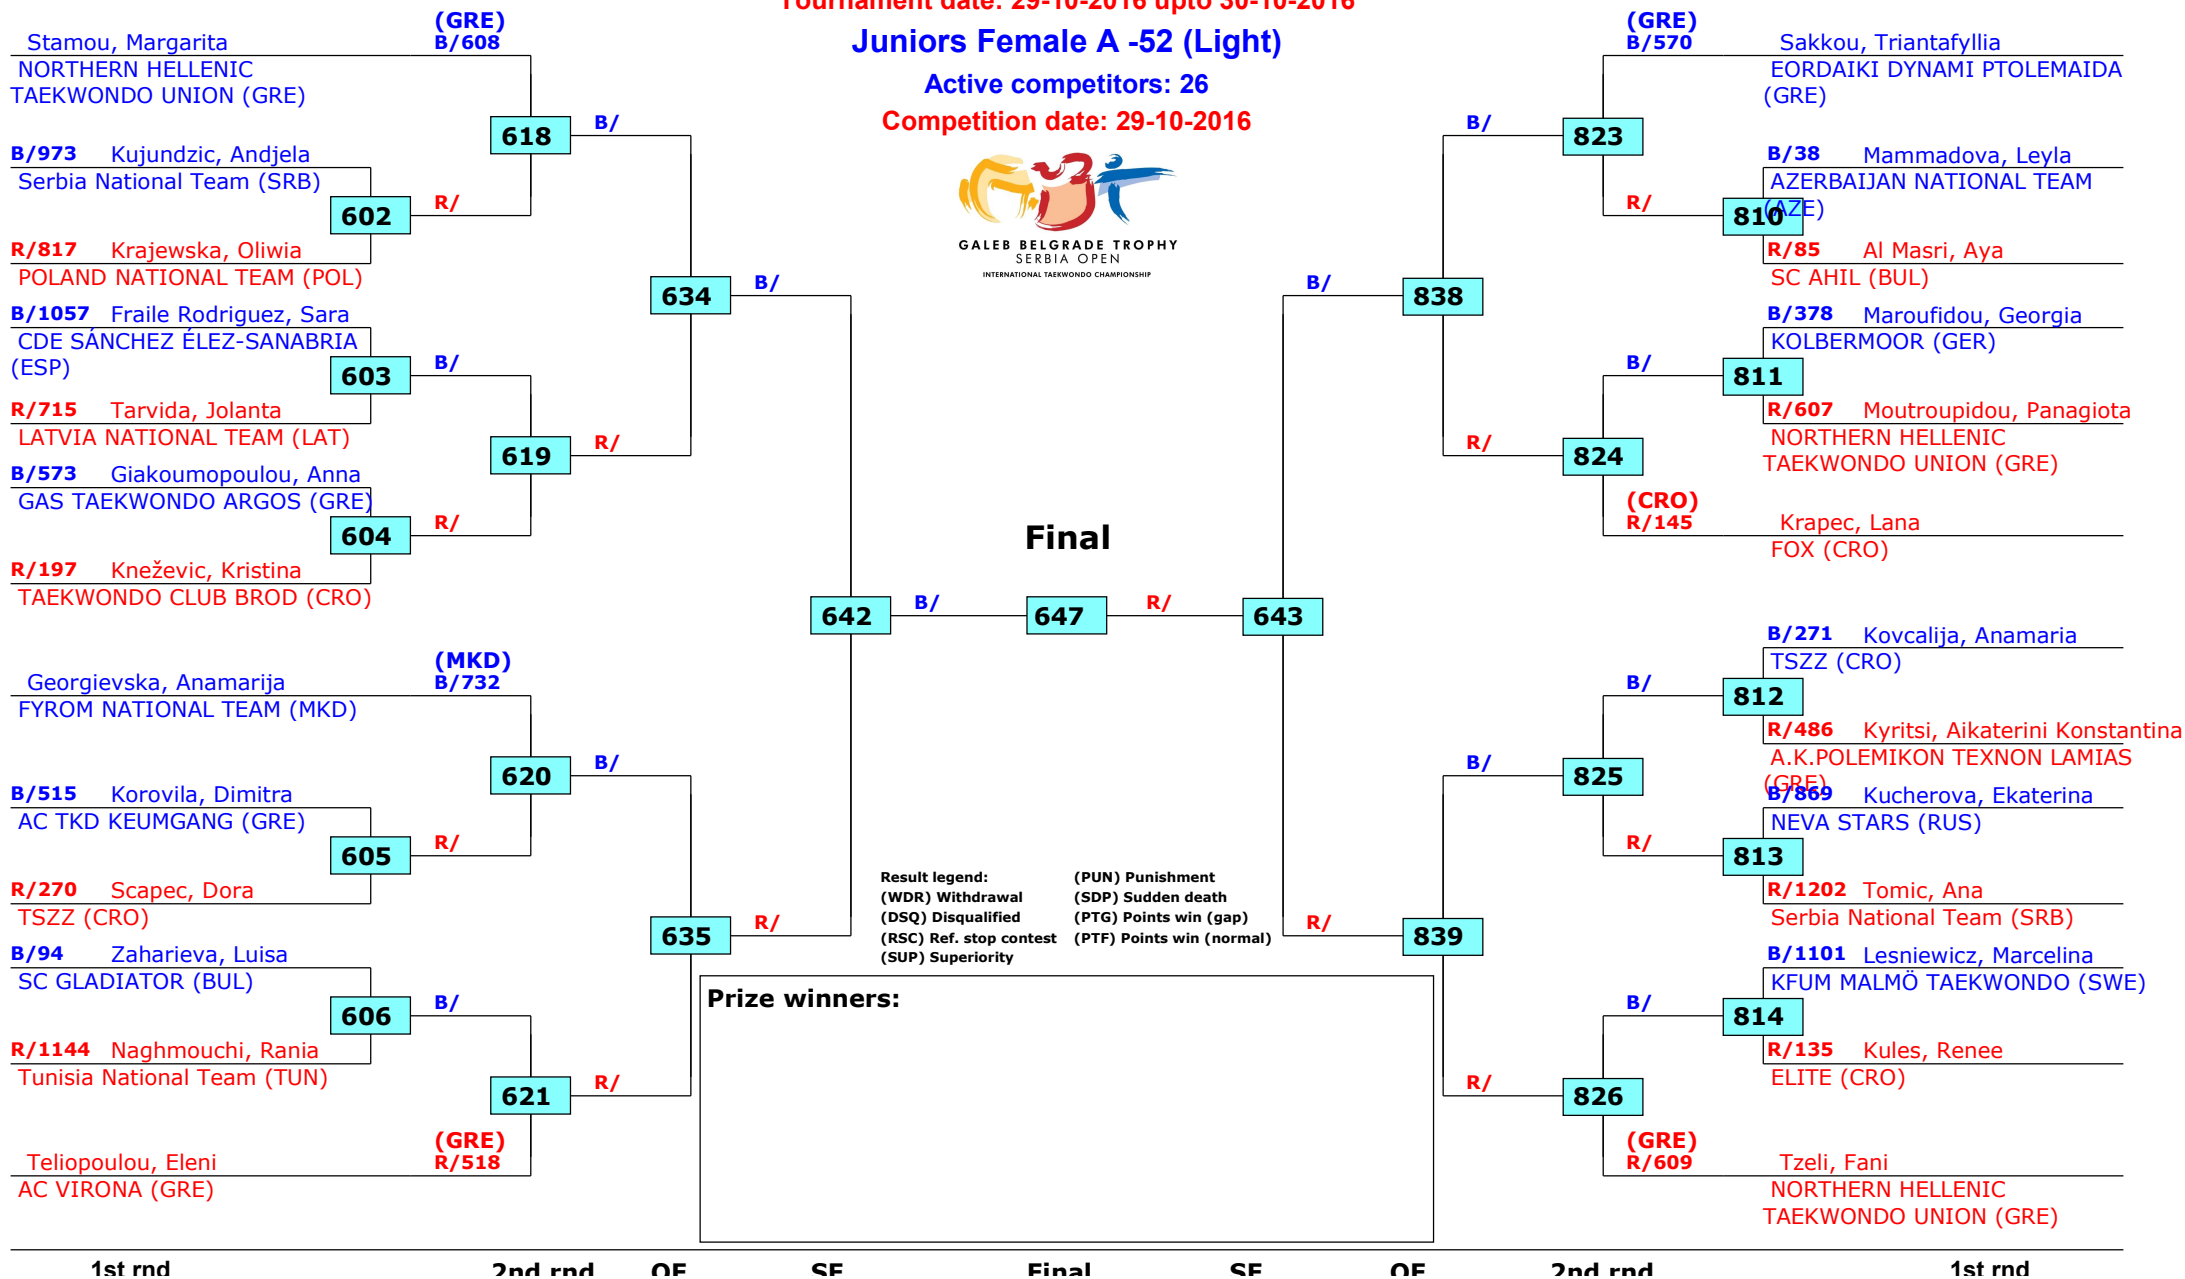 Tournament date: 29-10-2016 upto 30-10-2016
Juniors Female A -52 (Light)
Active competitors: 26
Competition date: 29-10-2016
GALEB BELGRADE TROPHY
SERBIA OPEN
INTERNATIONAL TAEKWONDO CHAMPIONSHIP
(GRE)
Stamou, Margarita B/608
NORTHERN HELLENIC
TAEKWONDO UNION (GRE)
618 B/
B/973 Kujundzic, Andjela
Serbia National Team (SRB)
602 R/
R/817 Krajewska, Oliwia
POLAND NATIONAL TEAM (POL)
634 B/
B/1057 Fraile Rodriguez, Sara
CDE SÁNCHEZ ÉLEZ-SANABRIA
(ESP)
603 B/
R/715 Tarvida, Jolanta
LATVIA NATIONAL TEAM (LAT)
619 R/
B/573 Giakoumopoulou, Anna
GAS TAEKWONDO ARGOS (GRE)
604 R/
R/197 Kneževic, Kristina
TAEKWONDO CLUB BROD (CRO)
Final
642 B/ 647 R/ 643
(MKD)
Georgievska, Anamarija B/732
FYROM NATIONAL TEAM (MKD)
620 B/
B/515 Korovila, Dimitra
AC TKD KEUMGANG (GRE)
605 R/
R/270 Scapec, Dora
TSZZ (CRO)
635 R/
B/94 Zaharieva, Luisa
SC GLADIATOR (BUL)
606 B/
R/1144 Naghmouchi, Rania
Tunisia National Team (TUN)
621 R/
(GRE)
Teliopoulou, Eleni R/518
AC VIRONA (GRE)
(GRE)
B/570 Sakkou, Triantafyllia
EORDAIKI DYNAMI PTOLEMAIDA
(GRE)
B/ 823
B/38 Mammadova, Leyla
AZERBAIJAN NATIONAL TEAM
(AZE)
R/ 810
R/85 Al Masri, Aya
SC AHIL (BUL)
B/ 838
B/378 Maroufidou, Georgia
KOLBERMOOR (GER)
B/ 811
R/607 Moutroupidou, Panagiota
NORTHERN HELLENIC
TAEKWONDO UNION (GRE)
R/ 824
(CRO)
R/145 Krapec, Lana
FOX (CRO)
B/271 Kovcalija, Anamaria
TSZZ (CRO)
B/ 812
R/486 Kyritsi, Aikaterini Konstantina
A.K.POLEMIKON TEXNON LAMIAS
(GRE)
B/ 825
B/869 Kucherova, Ekaterina
NEVA STARS (RUS)
R/ 813
R/1202 Tomic, Ana
Serbia National Team (SRB)
R/ 839
B/1101 Lesniewicz, Marcelina
KFUM MALMÖ TAEKWONDO (SWE)
B/ 814
R/135 Kules, Renee
ELITE (CRO)
R/ 826
(GRE)
R/609 Tzeli, Fani
NORTHERN HELLENIC
TAEKWONDO UNION (GRE)
Result legend: (PUN) Punishment
(WDR) Withdrawal (SDP) Sudden death
(DSQ) Disqualified (PTG) Points win (gap)
(RSC) Ref. stop contest (PTF) Points win (normal)
(SUP) Superiority
Prize winners:
1st rnd 2nd rnd SF Final SF 2nd rnd 1st rnd